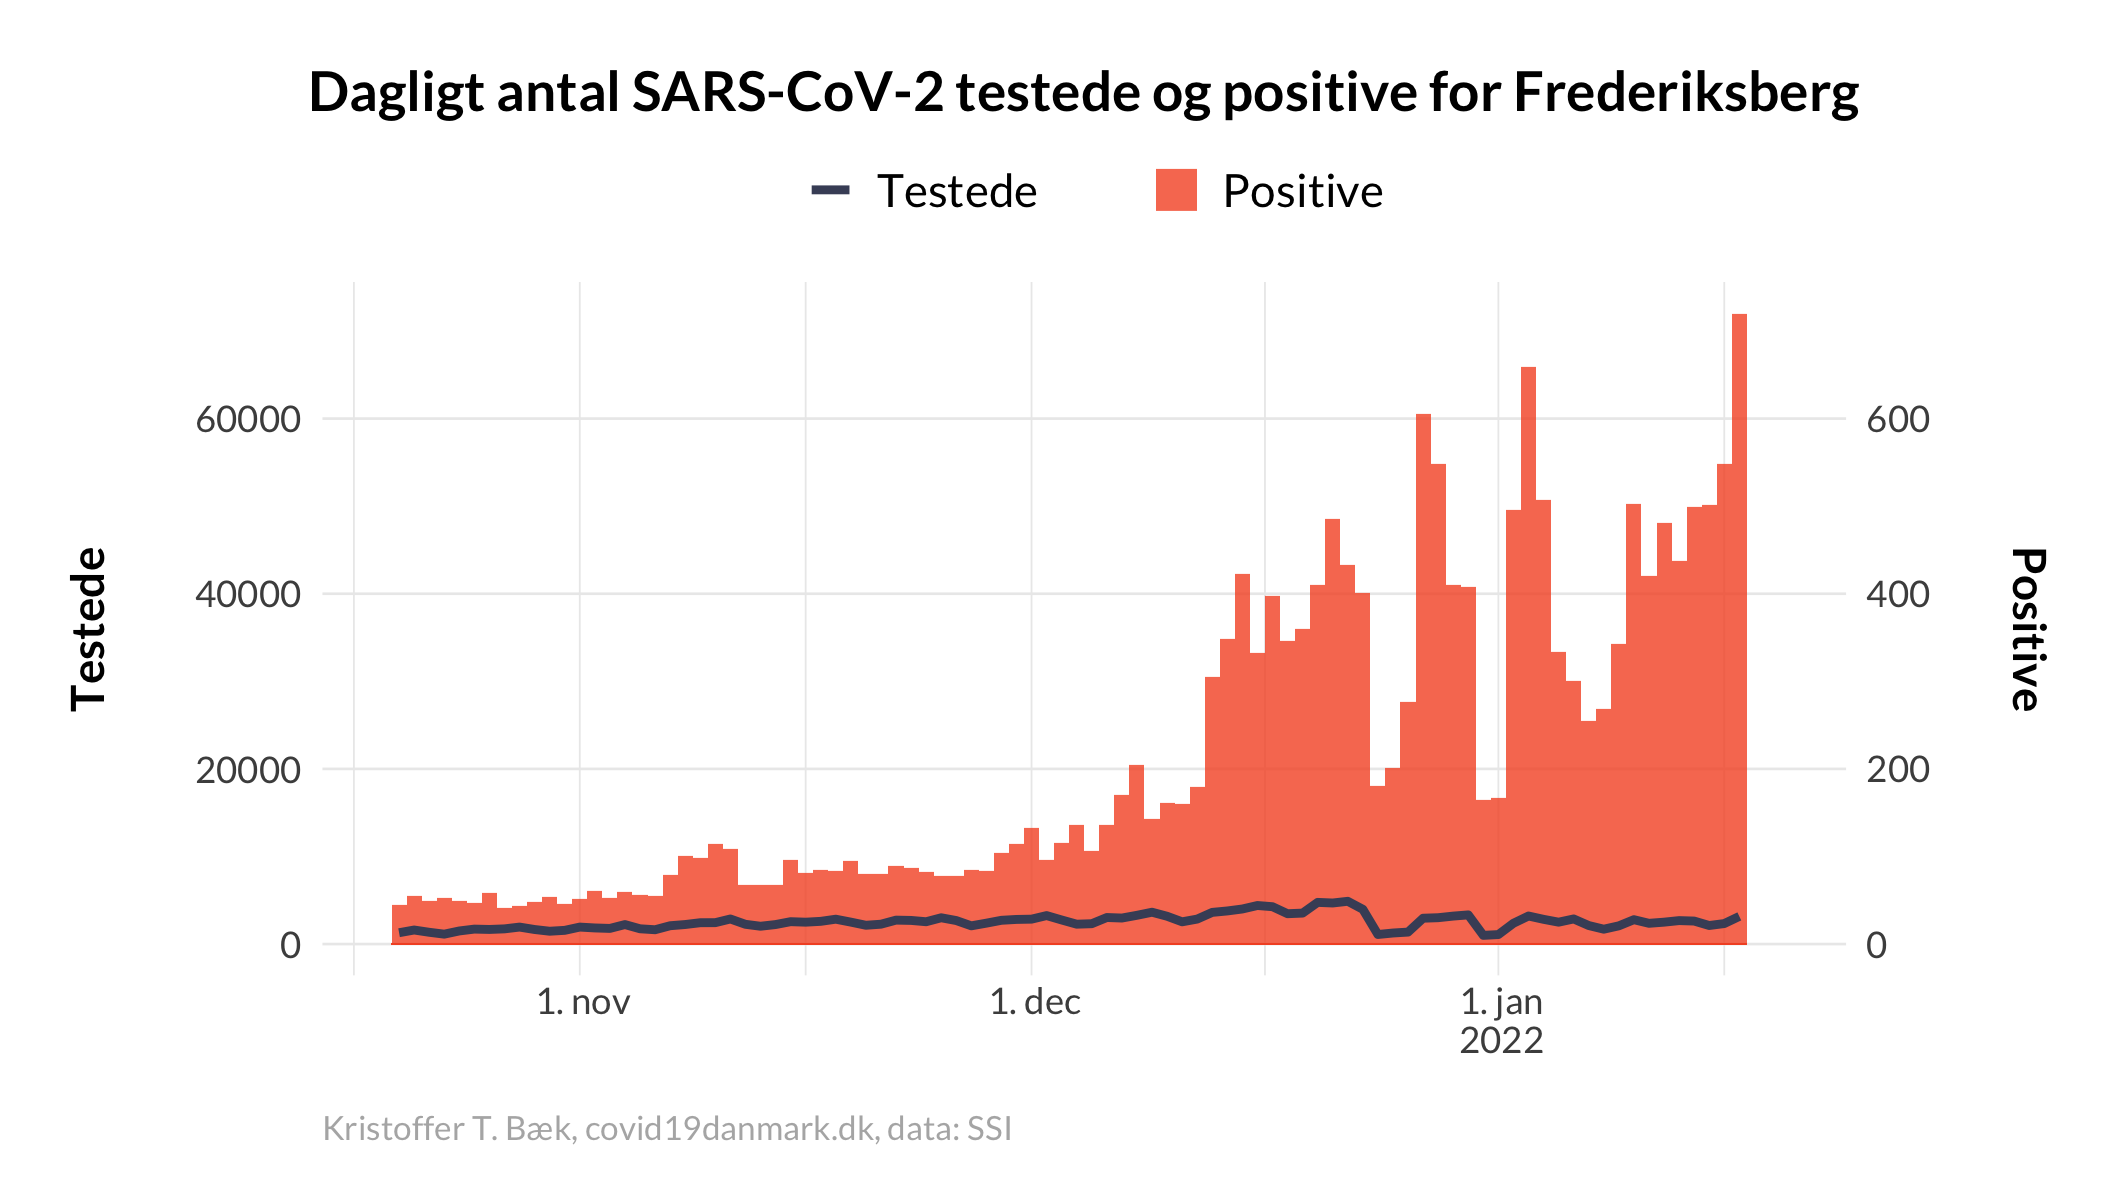 Dagligt antal SARS-CoV-2 testede og positive for Frederiksberg
Testede
Positive
60000
40000
20000
0
Testede
600
400
200
0
Positive
1. nov
1. dec
1. jan
2022
Kristoffer T. Bæk, covid19danmark.dk, data: SSI